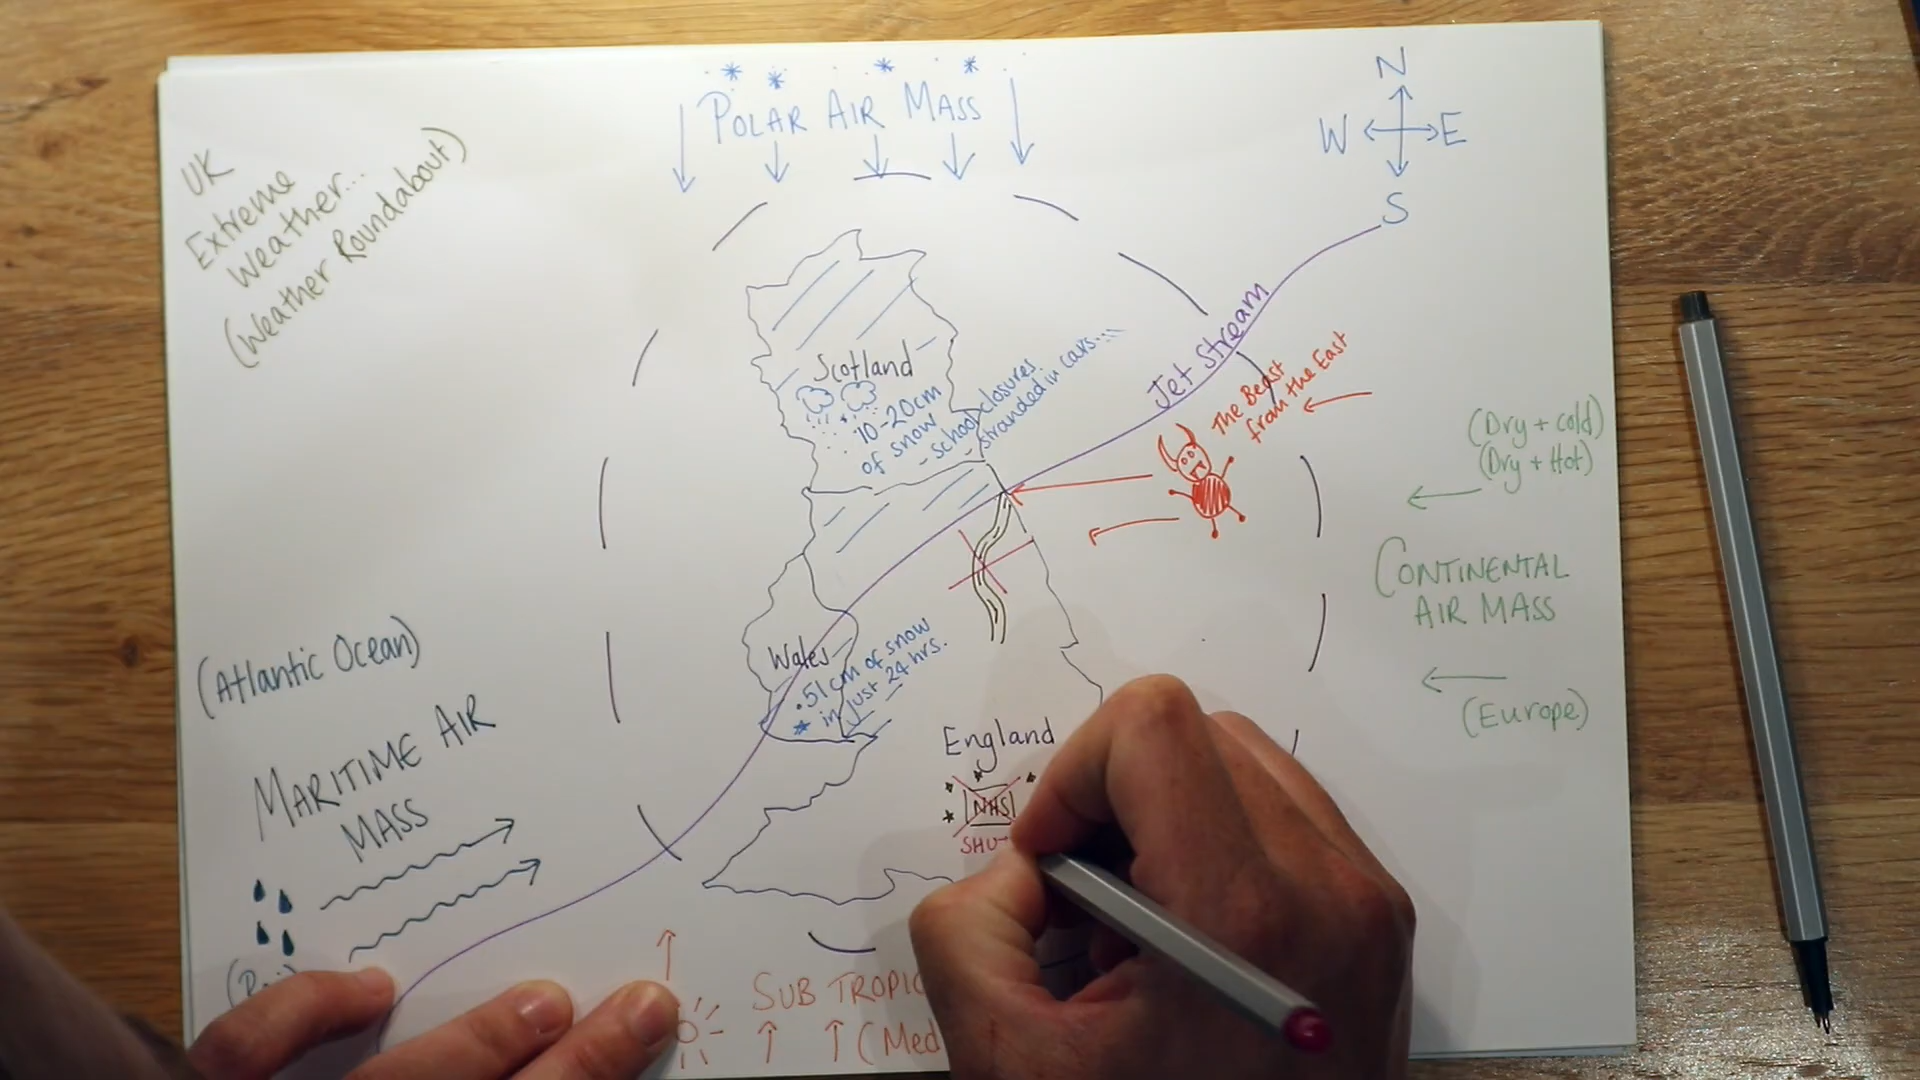 UK
Extreme
Weather...
(Weather Roundabout)
POLAR AIR MASS
N
W E
S
Scotland
10-20cm
of snow
- school closures.
- stranded in cars....
Jet Stream
The Beast
from the East
(Dry + cold)
(Dry + Hot)
CONTINENTAL
AIR MASS
(Europe)
(Atlantic Ocean)
MARITIME AIR
MASS
Wales
.51cm of snow
in just 24 hrs.
England
NHS
SUB TROPIC